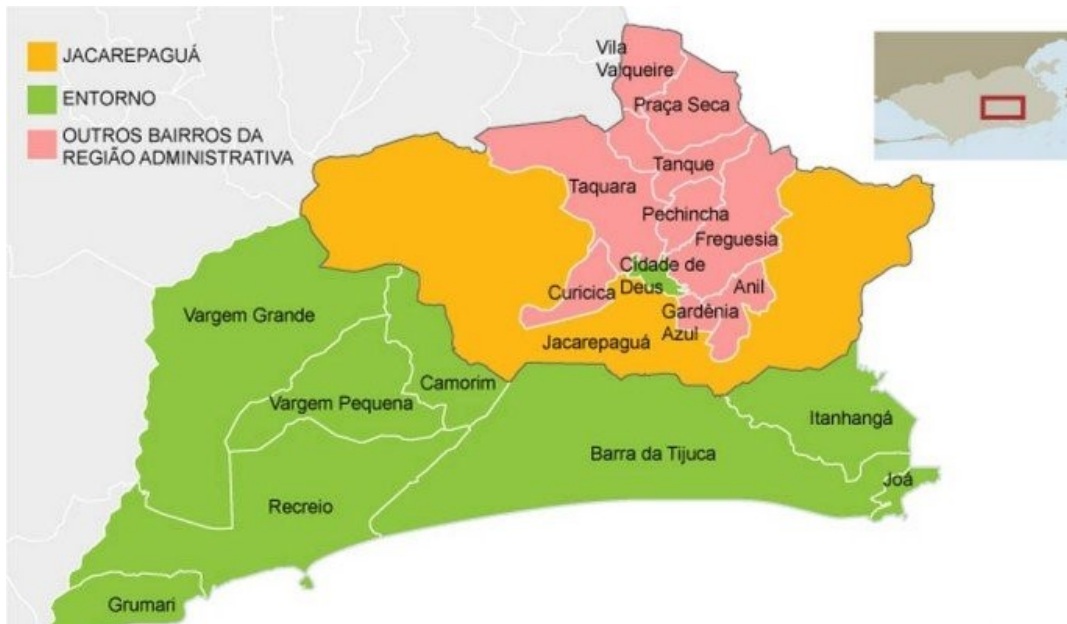 JACAREPAGUÁ
ENTORNO
OUTROS BAIRROS DA
REGIÃO ADMINISTRATIVA
Vila
Valqueire
Praça Seca
Tanque
Taquara
Pechincha
Freguesia
Cidade de
Deus
Anil
Curicica
Gardênia
Azul
Jacarepaguá
Vargem Grande
Camorim
Vargem Pequena
Itanhangá
Barra da Tijuca
Joá
Recreio
Grumari